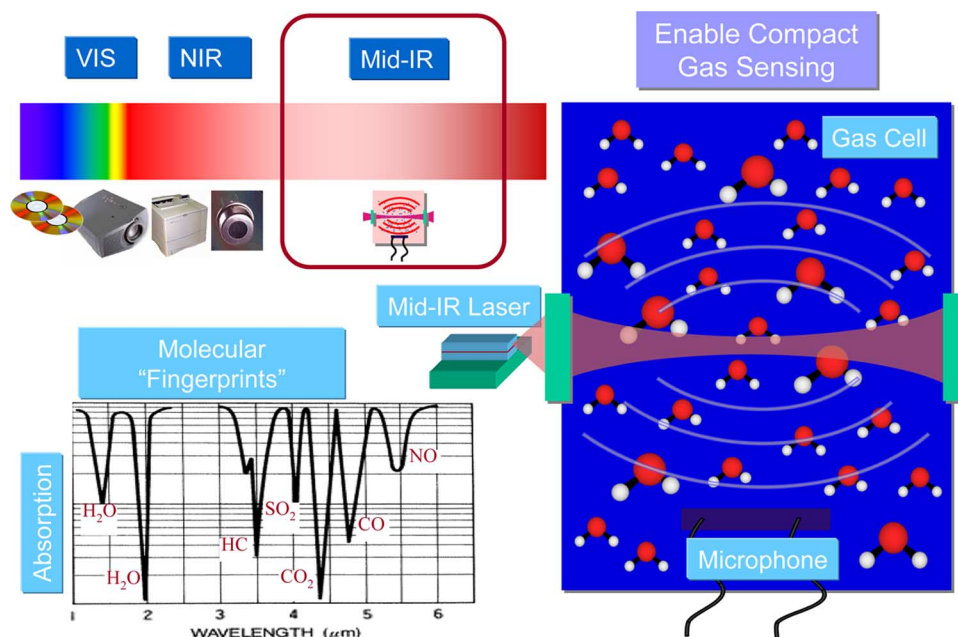 VIS
NIR
Mid-IR
Enable Compact
Gas Sensing
Gas Cell
Mid-IR Laser
Molecular
“Fingerprints”
Absorption
H₂O
H₂O
HC
SO₂
CO₂
CO
NO
1 2 3 4 5 6
WAVELENGTH (µm)
Microphone